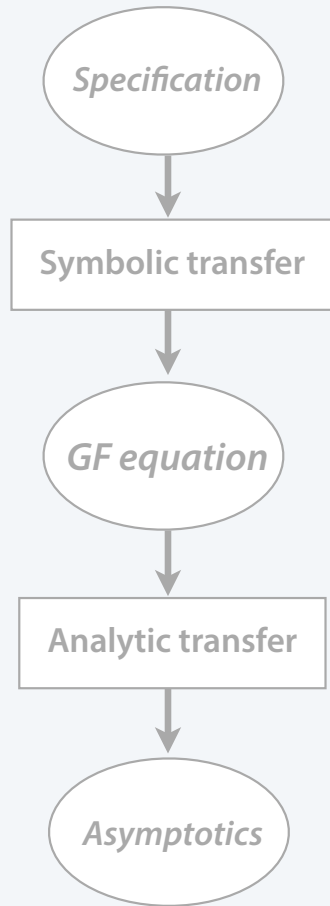 Specification
Symbolic transfer
GF equation
Analytic transfer
Asymptotics